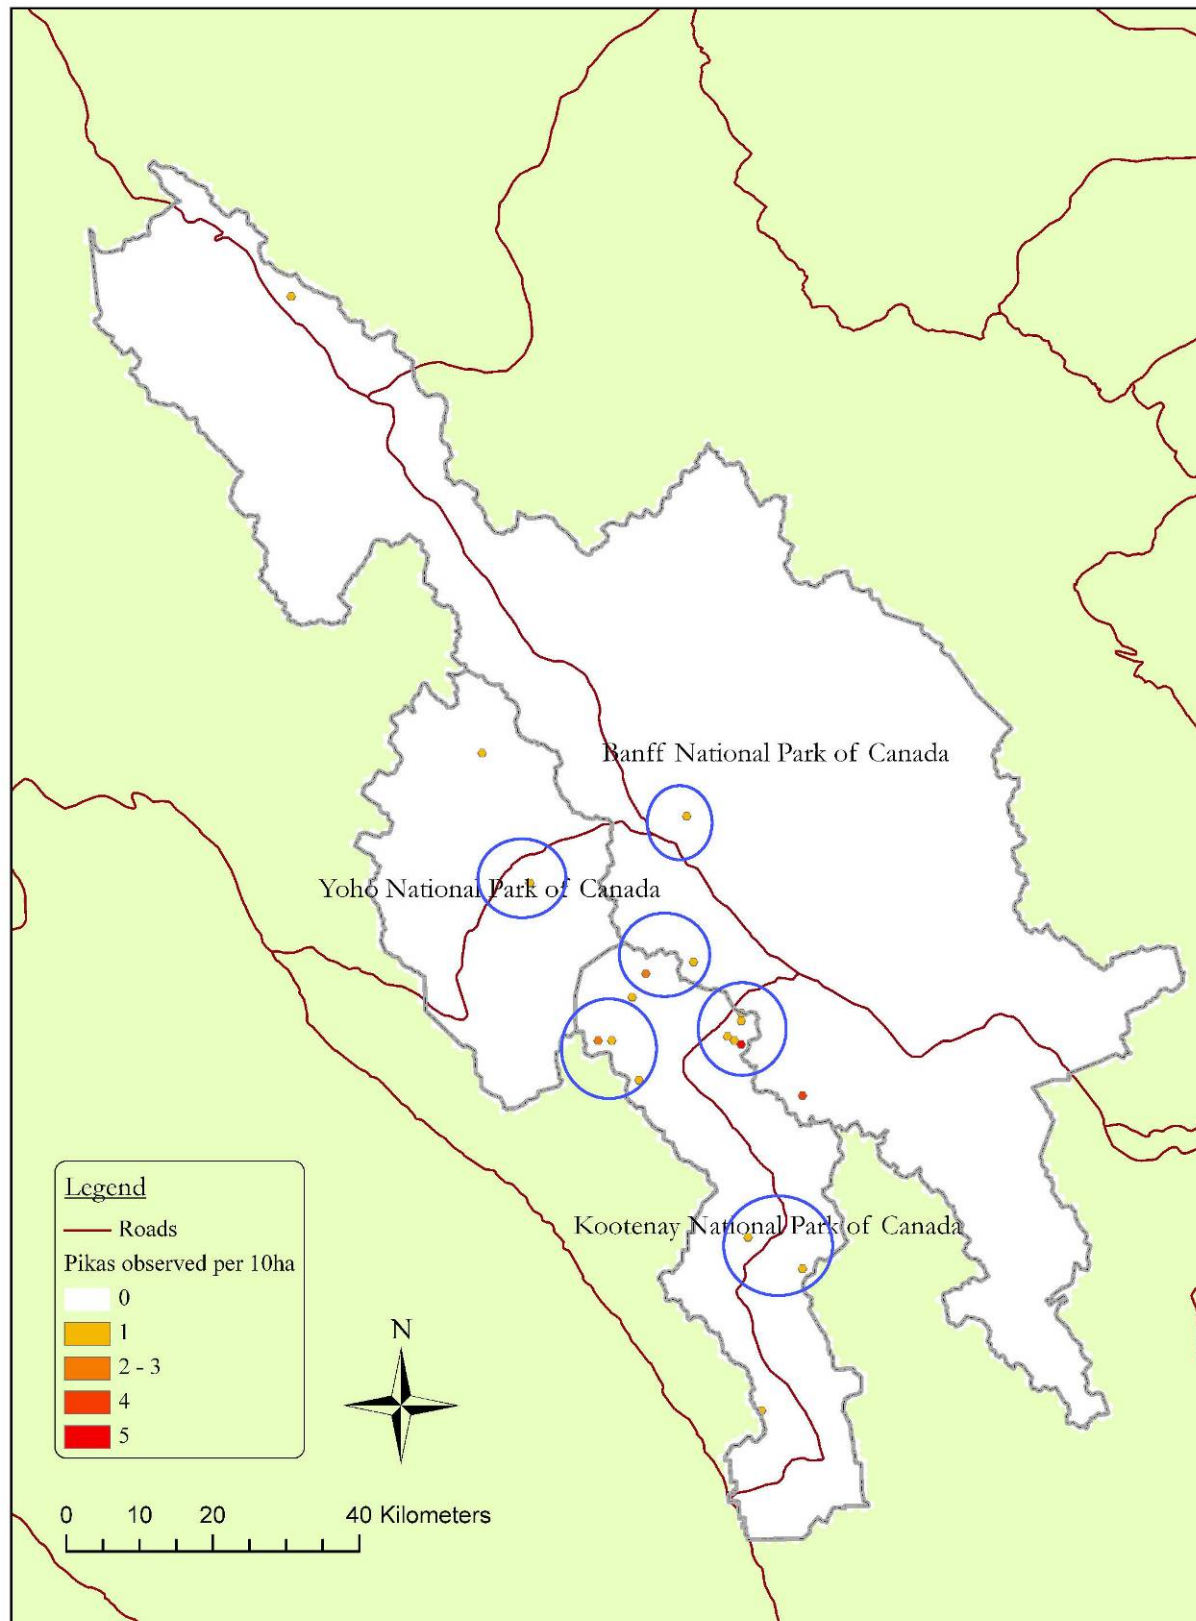 Banff National Park of Canada
Yoho National Park of Canada
Kootenay National Park of Canada
Legend
Roads
Pikas observed per 10ha
0
1
2 - 3
4
5
N
0 10 20 40 Kilometers